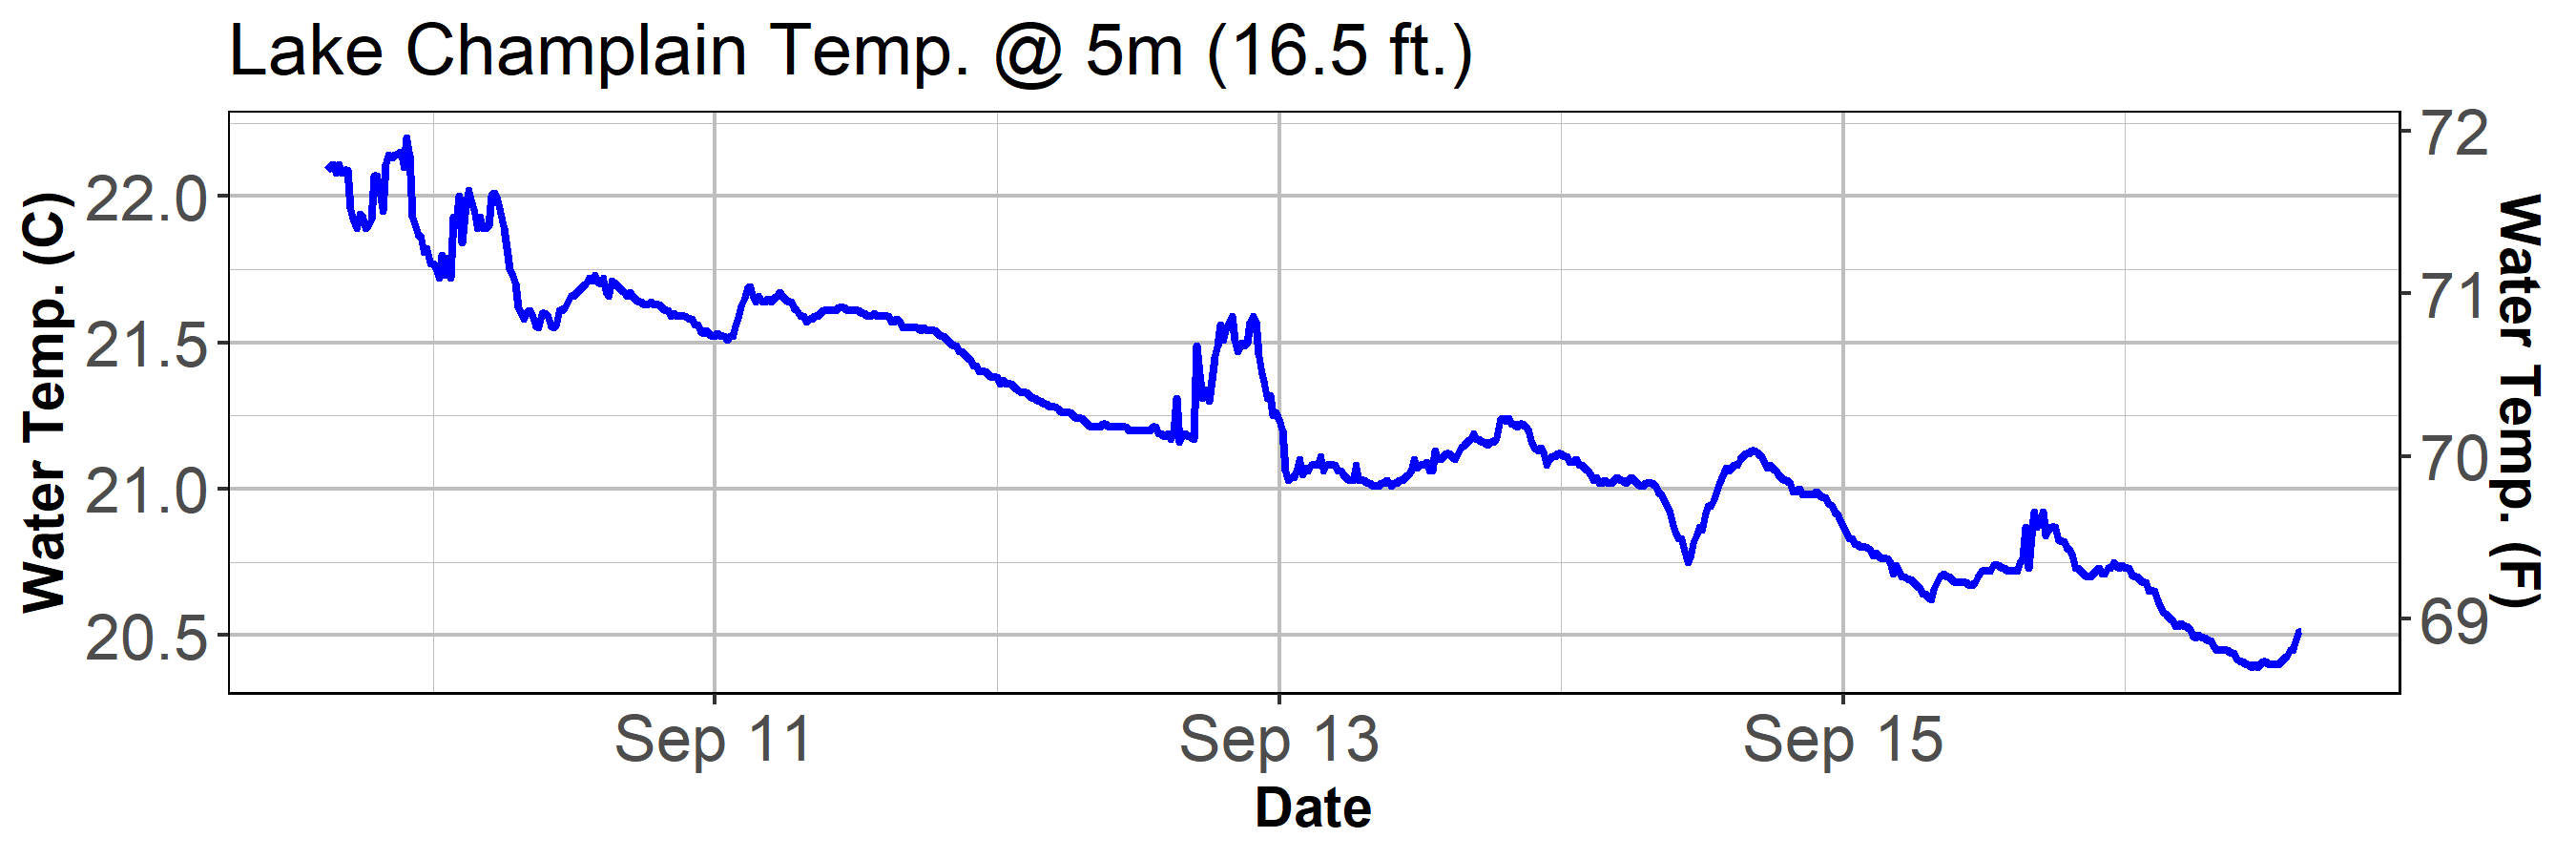 Lake Champlain Temp. @ 5m (16.5 ft.)
Water Temp. (C)
22.0
21.5
21.0
20.5
72
71
70
69
Water Temp. (F)
Sep 11 Sep 13 Sep 15
Date